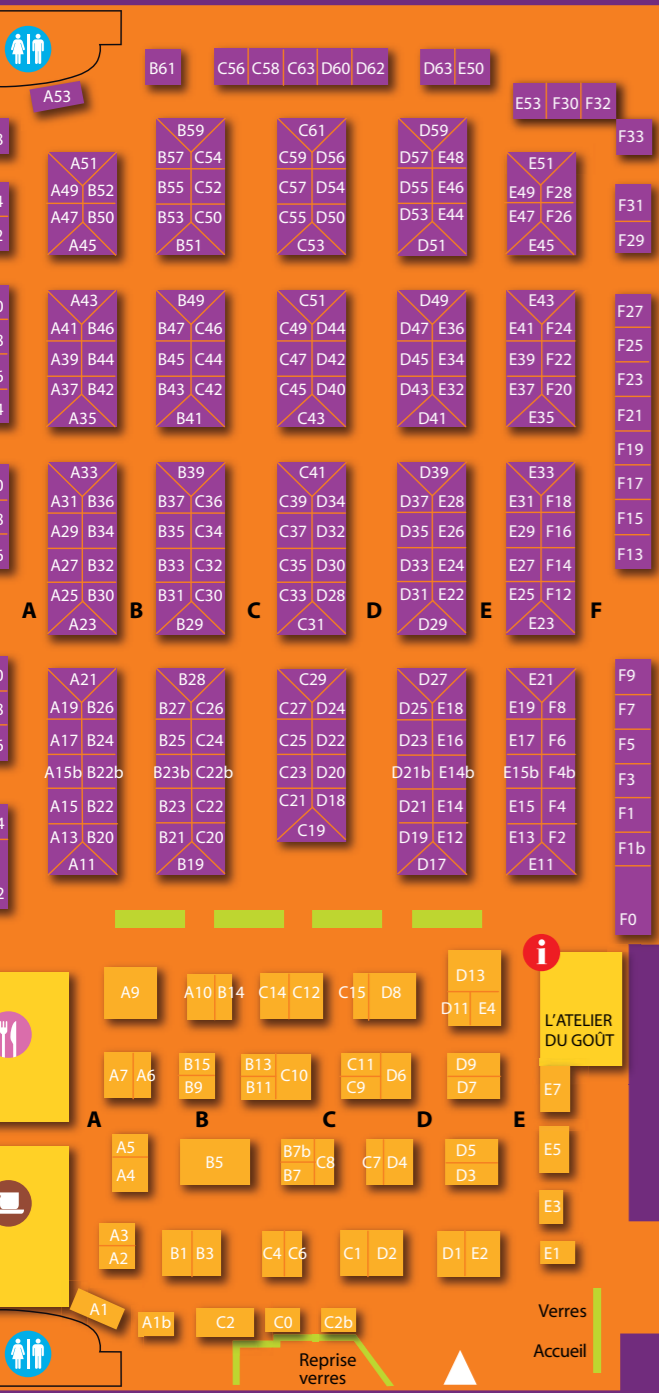 B61 C56 C58 C63 D60 D62 D63 E50
A53
E53 F30 F32
F33
B59 C61 D59
A51 B57 C54 C59 D56 D57 E48 E51
A49 B52 B55 C52 C57 D54 D55 E46 E49 F28
F31
A47 B50 B53 C50 C55 D50 D53 E44 E47 F26
A45 B51 C53 D51 E45
F29
A43 B49 C51 D49 E43
F27
A41 B46 B47 C46 C49 D44 D47 E36 E41 F24
F25
A39 B44 B45 C44 C47 D42 D45 E34 E39 F22
F23
A37 B42 B43 C42 C45 D40 D43 E32 E37 F20
A35 B41 C43 D41 E35
F21
F19
A33 B39 C41 D39 E33
F17
A31 B36 B37 C36 C39 D34 D37 E28 E31 F18
F15
A29 B34 B35 C34 C37 D32 D35 E26 E29 F16
F13
A27 B32 B33 C32 C35 D30 D33 E24 E27 F14
A25 B30 B31 C30 C33 D28 D31 E22 E25 F12
A B C D E F
A23 B29 C31 D29 E23
A21 B28 C29 D27 E21
F9
A19 B26 B27 C26 C27 D24 D25 E18 E19 F8
F7
A17 B24 B25 C24 C25 D22 D23 E16 E17 F6
F5
A15b B22b B23b C22b C23 D20 D21b E14b E15b F4b
F3
A15 B22 B23 C22 C21 D18 D21 E14 E15 F4
F1
A13 B20 B21 C20 C19 D19 E12 E13 F2
F1b
A11 B19 D17 E11
F0
i
A9 A10 B14 C14 C12 C15 D8 D13
D11 E4
L'ATELIER
DU GOÛT
A7 A6 B15 B13 C10 C11 D6 D9
B9 B11 C9 D7
E7
A B C D E
A5 B5 B7b C8 C7 D4 D5 E5
A4 B7 D3
E3
A3 B1 B3 C4 C6 C1 D2 D1 E2 E1
A2
A1 A1b C2 C0 C2b
Verres
Accueil
Reprise
verres